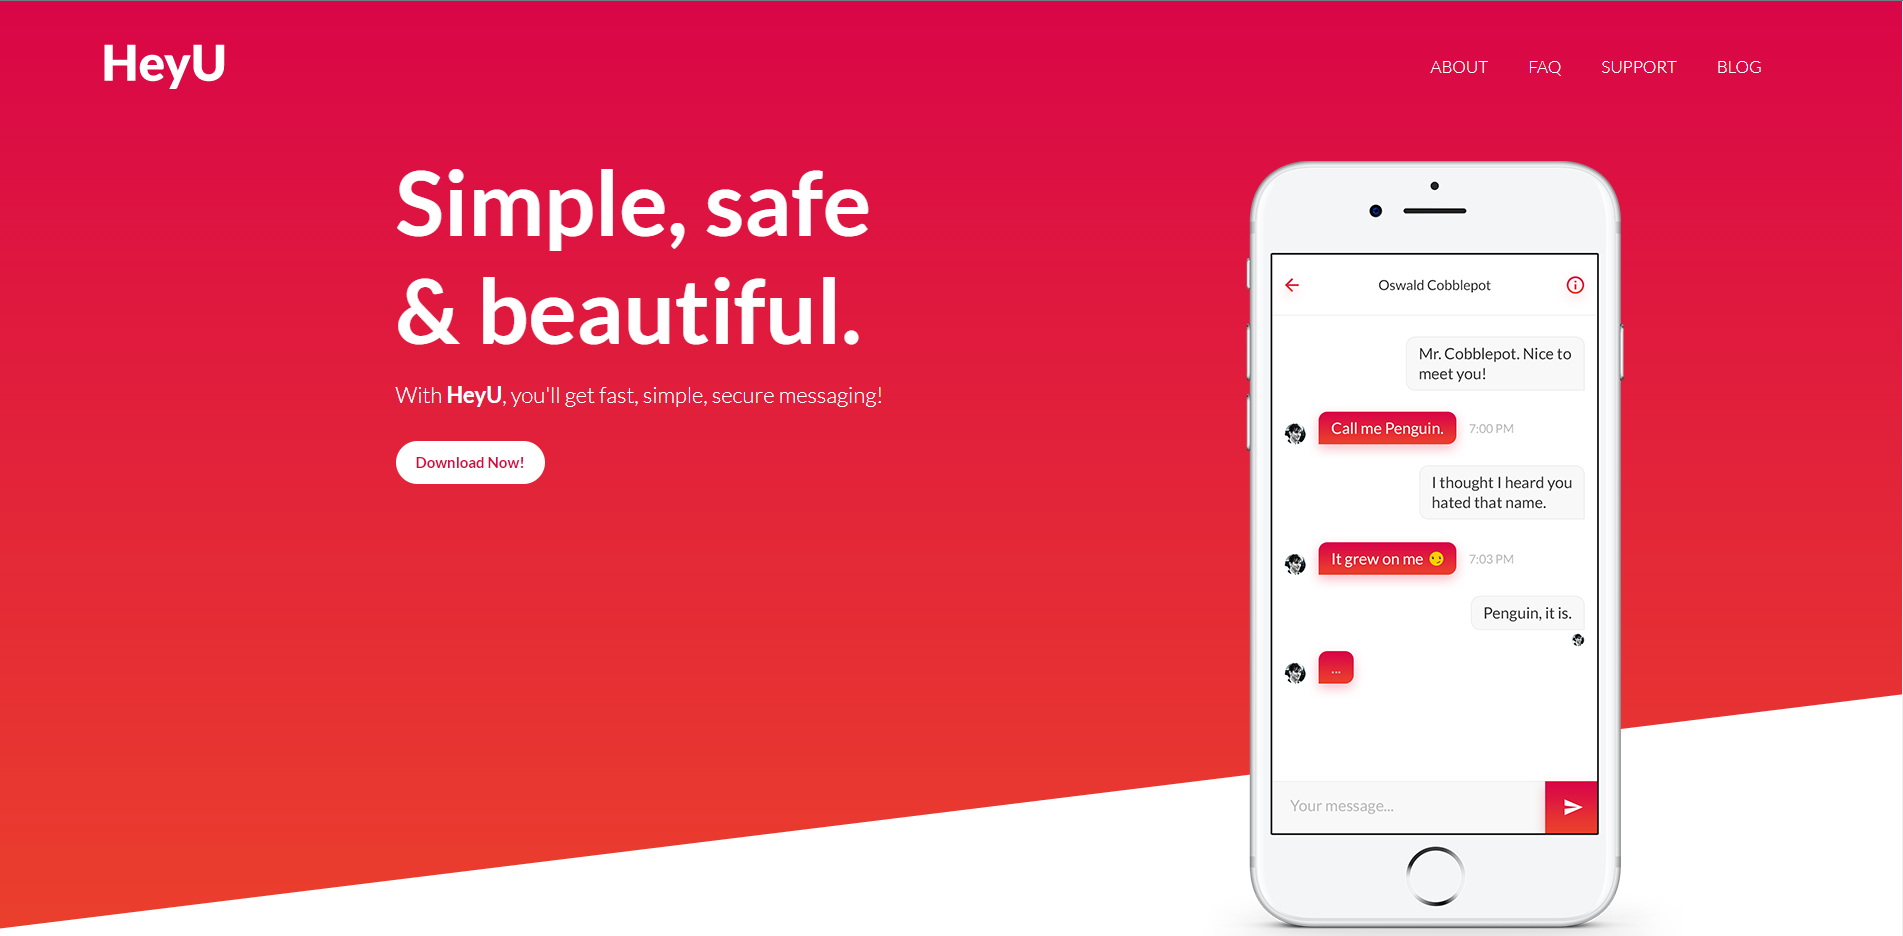 HeyU
ABOUT FAQ SUPPORT BLOG
Simple, safe
& beautiful.
With HeyU, you'll get fast, simple, secure messaging!
Download Now!
Oswald Cobblepot
Mr. Cobblepot. Nice to
meet you!
Call me Penguin. 7:00 PM
I thought I heard you
hated that name.
It grew on me 😏 7:03 PM
Penguin, it is.
...
Your message...